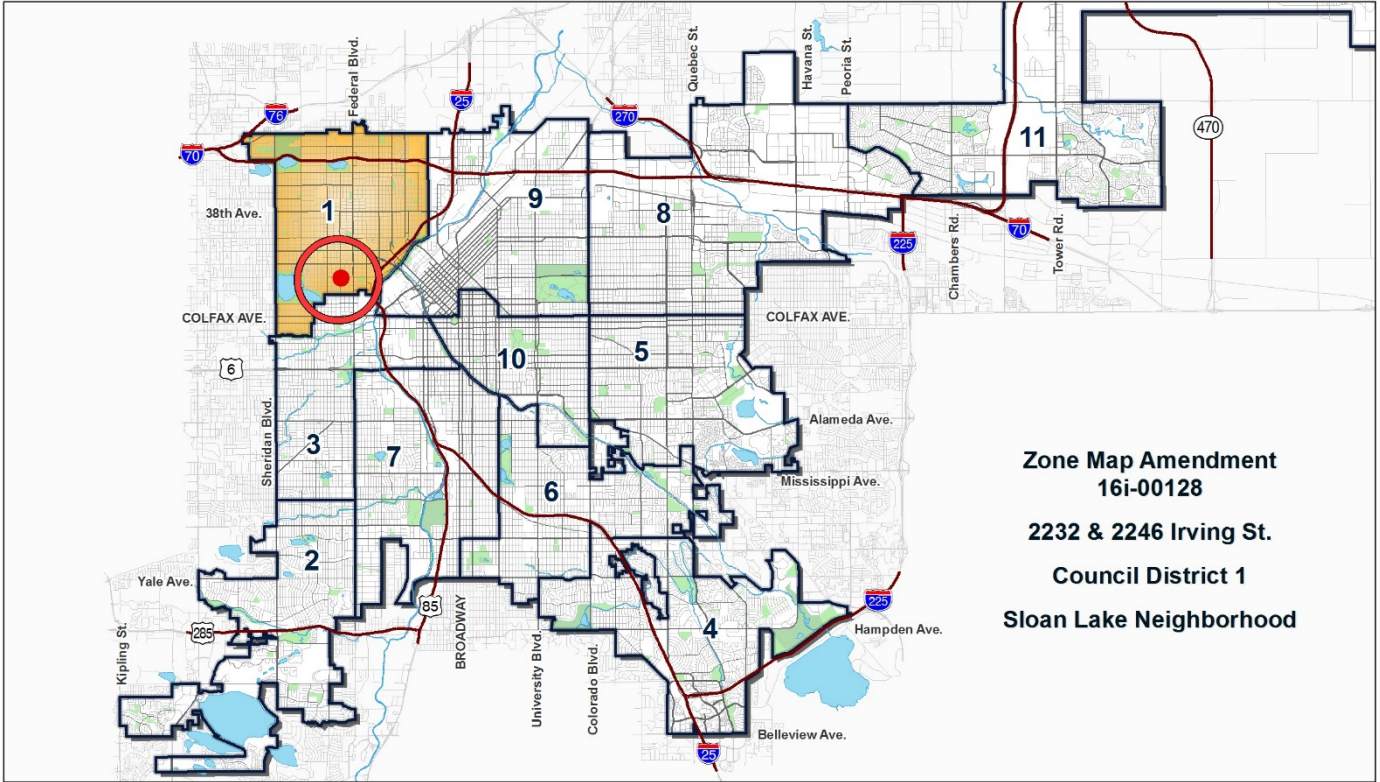 Federal Blvd.
Quebec St.
Havana St.
Peoria St.
76
25
270
470
70
11
9
8
1
38th Ave.
225
70
Chambers Rd.
Tower Rd.
COLFAX AVE.
COLFAX AVE.
10
5
6
Sheridan Blvd.
Alameda Ave.
3
7
Mississippi Ave.
6
2
Yale Ave.
85
225
285
4
Hampden Ave.
Kipling St.
BROADWAY
University Blvd.
Colorado Blvd.
Belleview Ave.
25
Zone Map Amendment
16i-00128
2232 & 2246 Irving St.
Council District 1
Sloan Lake Neighborhood